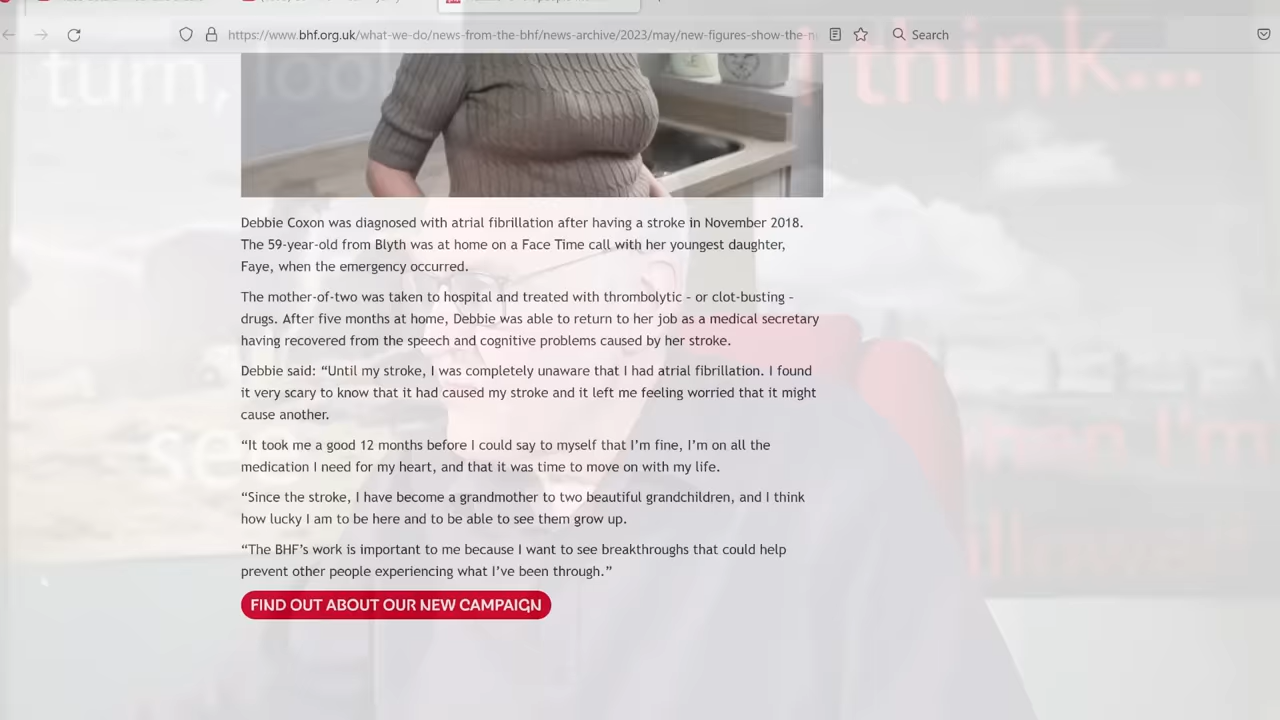 https://www.bhf.org.uk/what-we-do/news-from-the-bhf/news-archive/2023/may/new-figures-show-the-n
Search
turn, look
I think...
Debbie Coxon was diagnosed with atrial fibrillation after having a stroke in November 2018.
The 59-year-old from Blyth was at home on a Face Time call with her youngest daughter,
Faye, when the emergency occurred.
The mother-of-two was taken to hospital and treated with thrombolytic – or clot-busting –
drugs. After five months at home, Debbie was able to return to her job as a medical secretary
having recovered from the speech and cognitive problems caused by her stroke.
Debbie said: “Until my stroke, I was completely unaware that I had atrial fibrillation. I found
it very scary to know that it had caused my stroke and it left me feeling worried that it might
cause another.
“It took me a good 12 months before I could say to myself that I’m fine, I’m on all the
medication I need for my heart, and that it was time to move on with my life.
“Since the stroke, I have become a grandmother to two beautiful grandchildren, and I think
how lucky I am to be here and to be able to see them grow up.
“The BHF’s work is important to me because I want to see breakthroughs that could help
prevent other people experiencing what I’ve been through.”
FIND OUT ABOUT OUR NEW CAMPAIGN